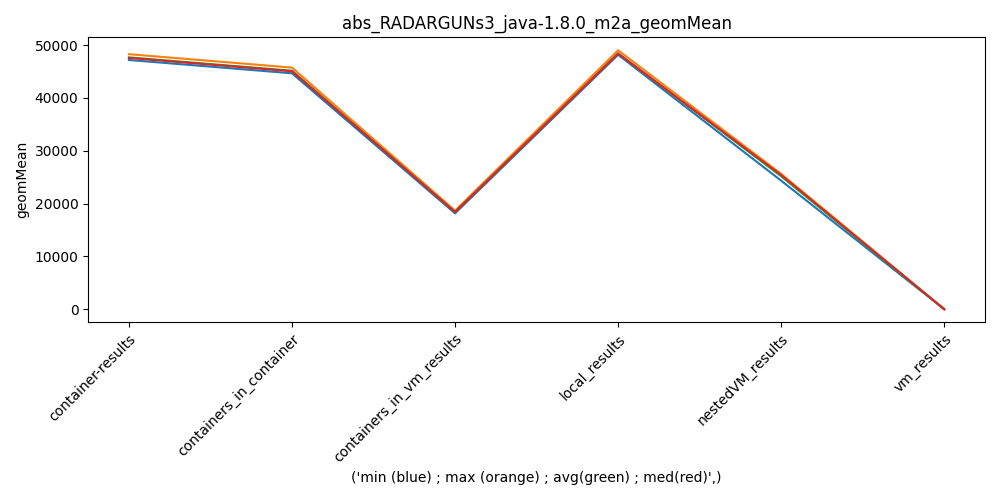 abs_RADARGUNs3_java-1.8.0_m2a_geomMean
geomMean
50000
40000
30000
20000
10000
0
container-results
containers_in_container
containers_in_vm_results
local_results
nestedVM_results
vm_results
('min (blue) ; max (orange) ; avg(green) ; med(red)',)